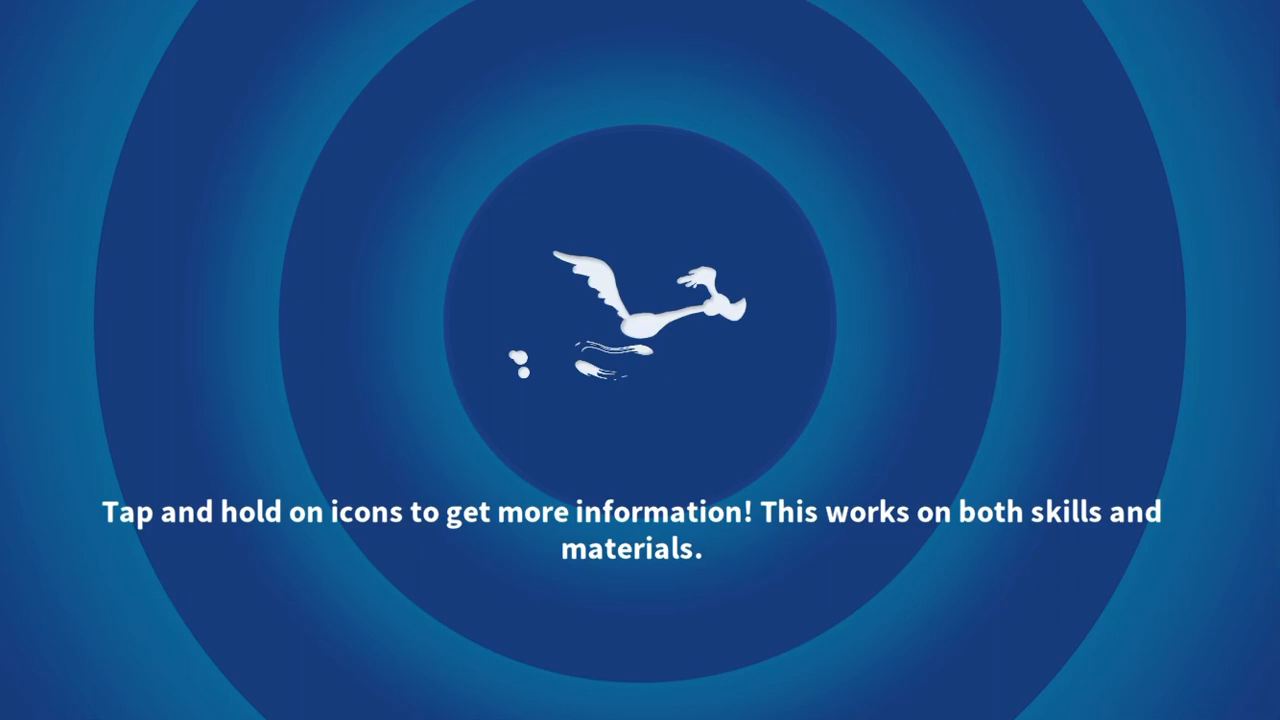 Tap and hold on icons to get more information! This works on both skills and
materials.